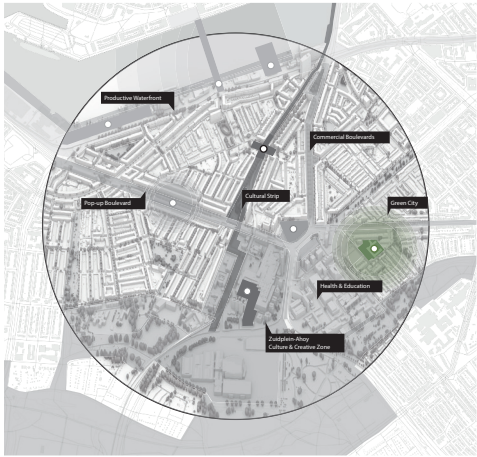 Productive Waterfront
Commercial Boulevards
Cultural Strip
Pop-up Boulevard
Green City
Health & Education
Zuidplein-Ahoy
Culture & Creative Zone